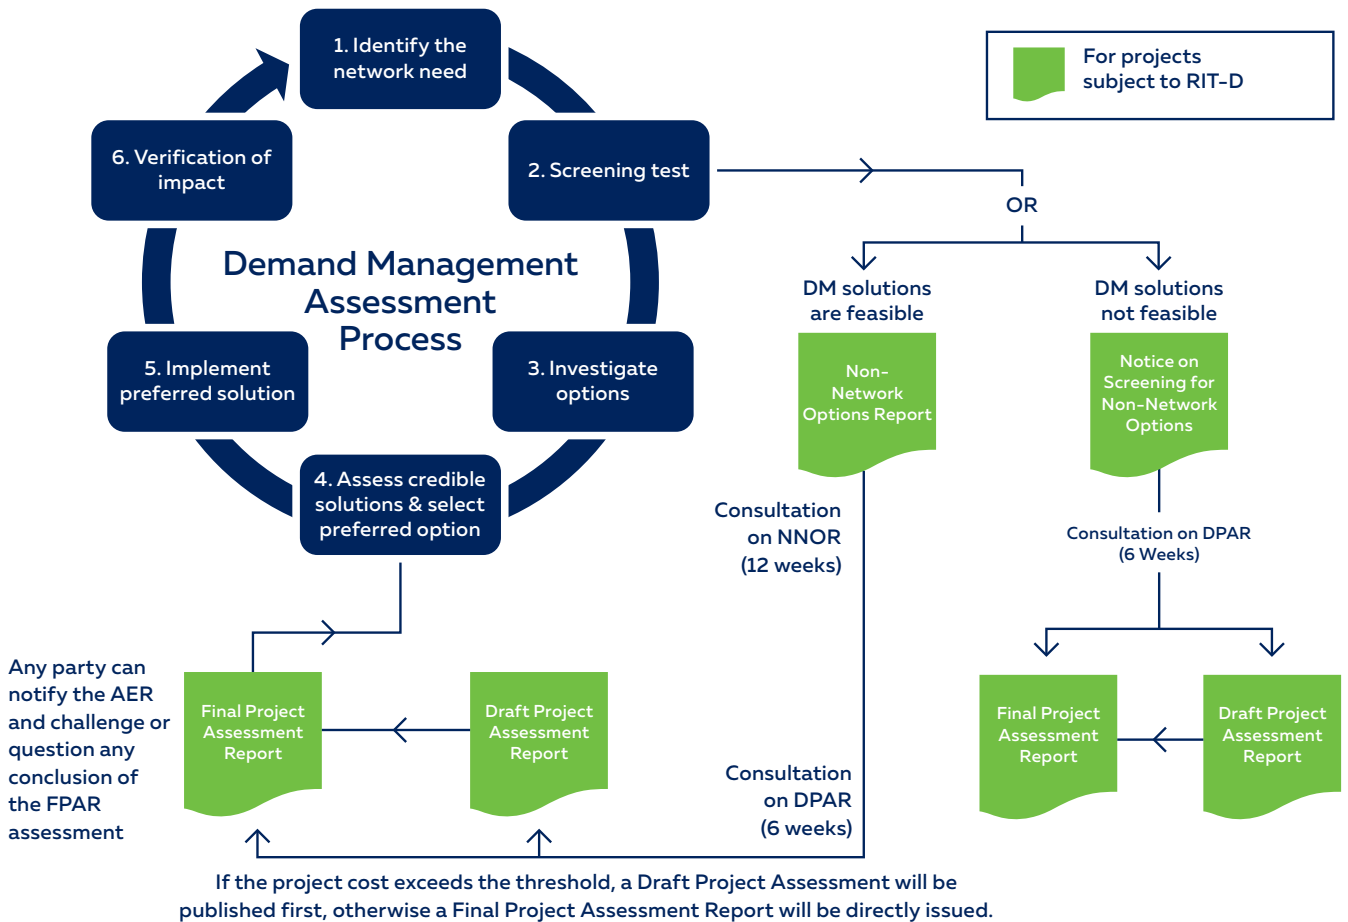 1. Identify the
network need
2. Screening test
3. Investigate
options
4. Assess credible
solutions & select
preferred option
5. Implement
preferred solution
6. Verification of
impact
Demand Management
Assessment
Process
For projects
subject to RIT-D
OR
DM solutions
are feasible
DM solutions
not feasible
Non-
Network
Options Report
Notice on
Screening for
Non-Network
Options
Consultation
on NNOR
(12 weeks)
Consultation on DPAR
(6 Weeks)
Any party can
notify the AER
and challenge or
question any
conclusion of
the FPAR
assessment
Final Project
Assessment
Report
Draft Project
Assessment
Report
Consultation
on DPAR
(6 weeks)
Final Project
Assessment
Report
Draft Project
Assessment
Report
If the project cost exceeds the threshold, a Draft Project Assessment will be
published first, otherwise a Final Project Assessment Report will be directly issued.